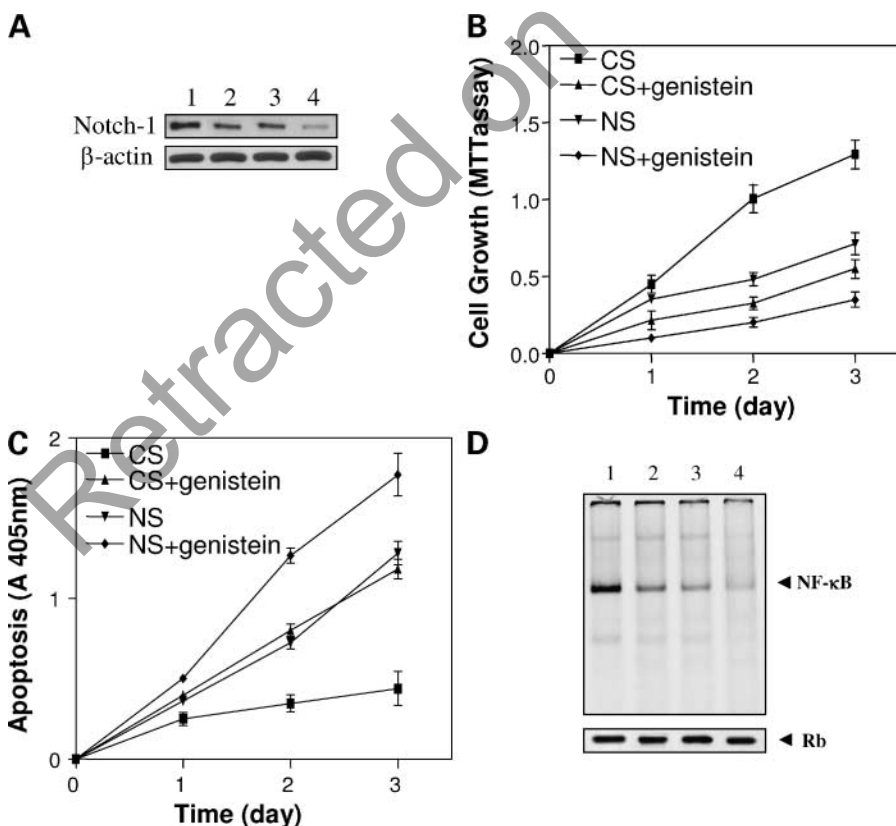 A
1 2 3 4
Notch-1
β-actin
B
Cell Growth (MTTassay)
2.0
1.5
1.0
0.5
0.0
CS
CS+genistein
NS
NS+genistein
0 1 2 3
Time (day)
C
Apoptosis (A 405nm)
2
1
0
CS
CS+genistein
NS
NS+genistein
0 1 2 3
Time (day)
D
1 2 3 4
NF-κB
Rb
Retracted on